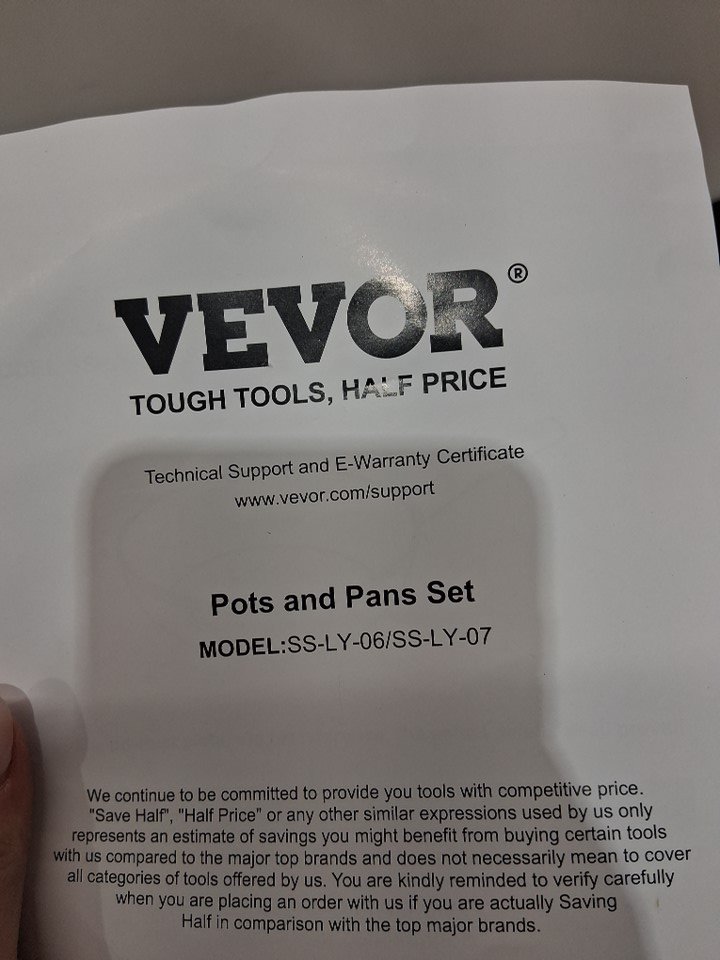 VEVOR®
TOUGH TOOLS, HALF PRICE
Technical Support and E-Warranty Certificate
www.vevor.com/support
Pots and Pans Set
MODEL:SS-LY-06/SS-LY-07
We continue to be committed to provide you tools with competitive price.
"Save Half", "Half Price" or any other similar expressions used by us only
represents an estimate of savings you might benefit from buying certain tools
with us compared to the major top brands and does not necessarily mean to cover
all categories of tools offered by us. You are kindly reminded to verify carefully
when you are placing an order with us if you are actually Saving
Half in comparison with the top major brands.